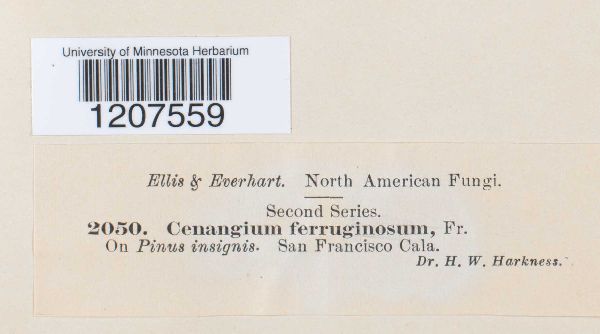 University of Minnesota Herbarium
1207559
Ellis & Everhart. North American Fungi.
Second Series.
2050. Cenangium ferruginosum, Fr.
On Pinus insignis. San Francisco Cala.
Dr. H. W. Harkness.